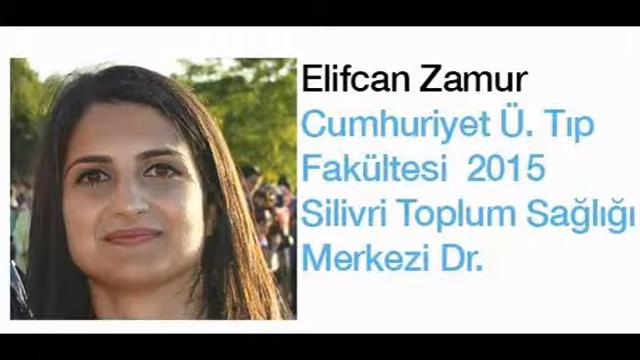 Elifcan Zamur
Cumhuriyet Ü. Tıp
Fakültesi  2015
Silivri Toplum Sağlığı
Merkezi Dr.